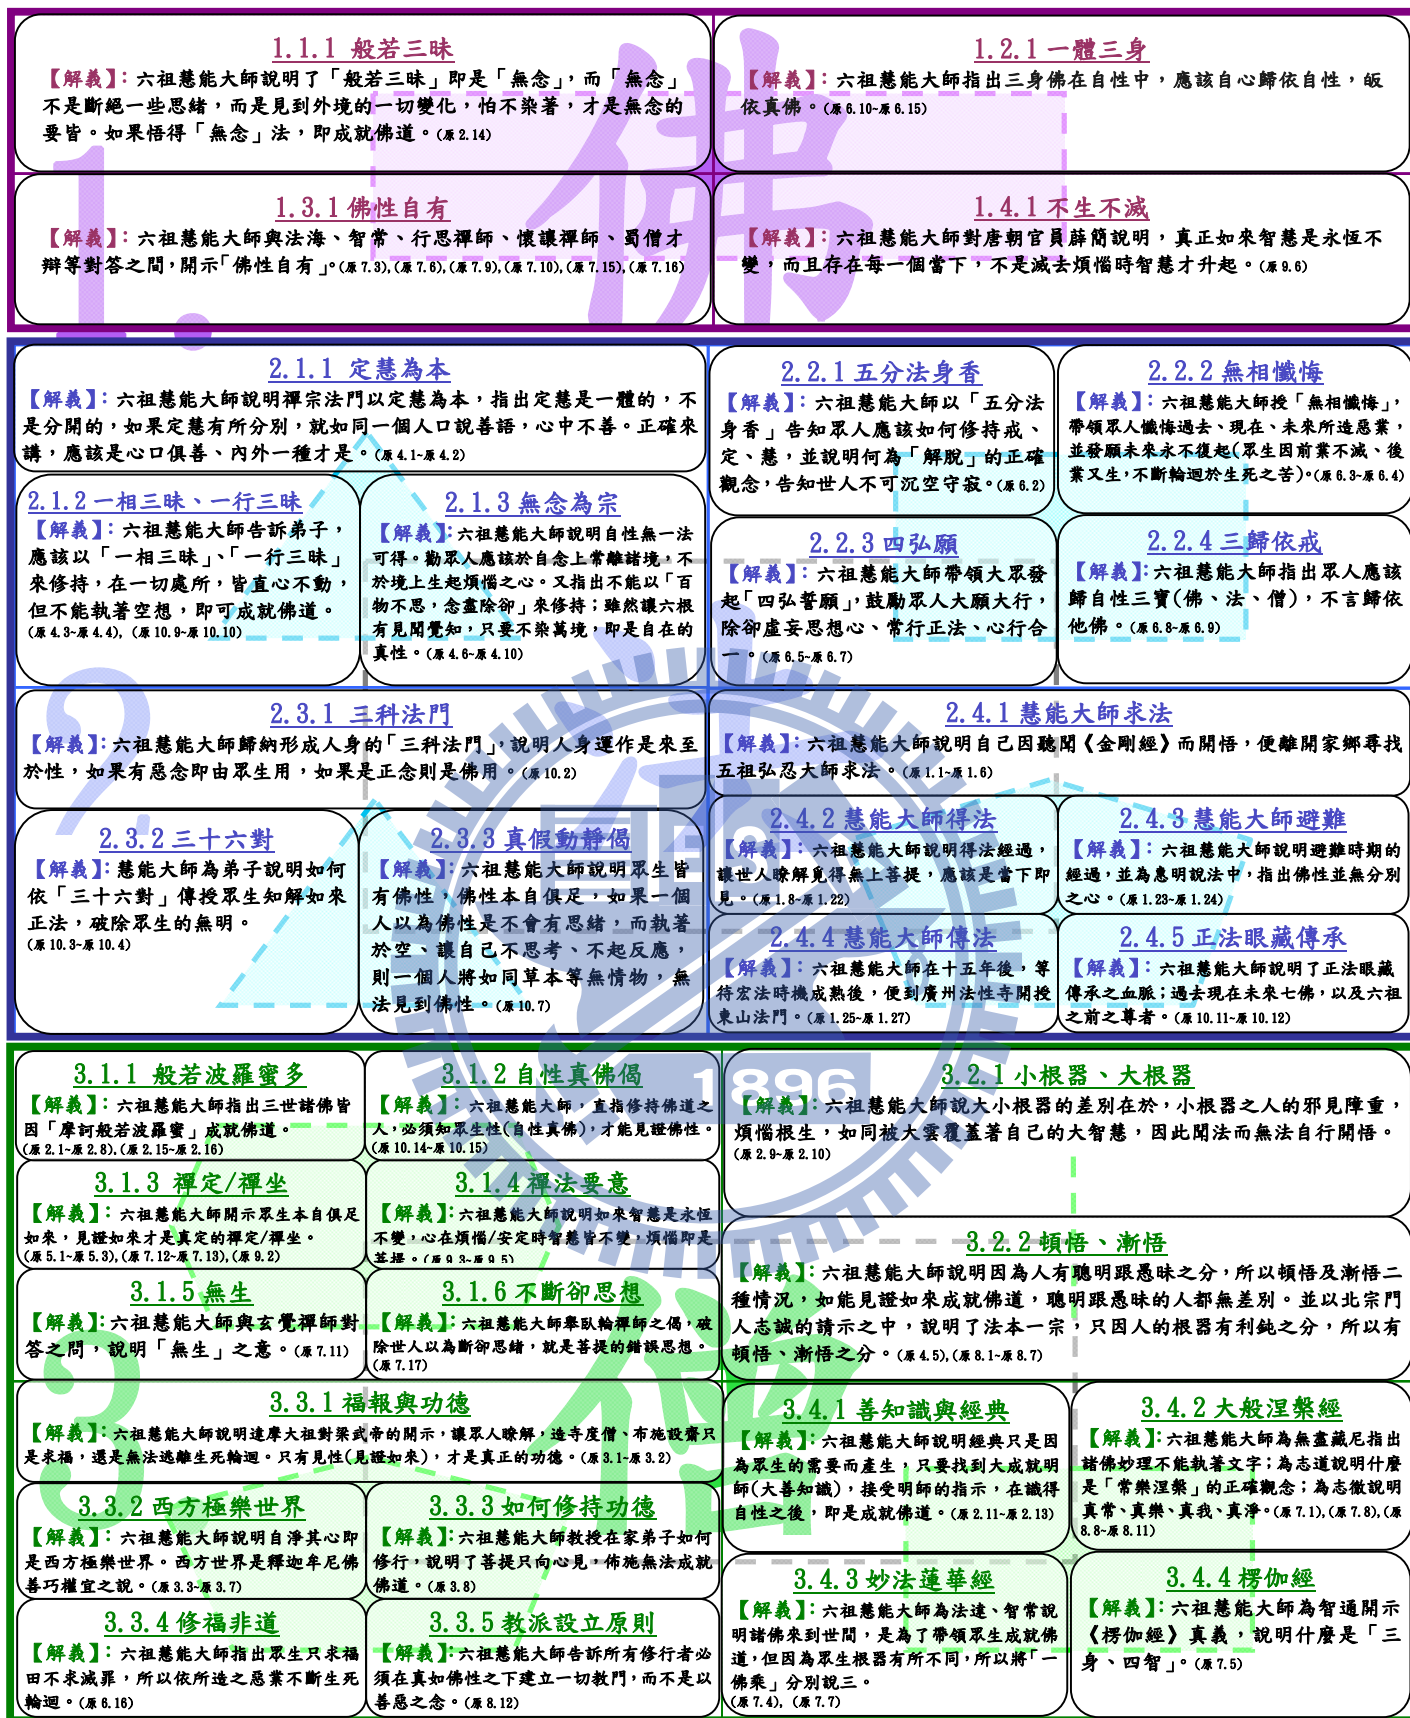 1.1.1 般若三昧
【解義】：六祖慧能大師說明了「般若三昧」即是「無念」，而「無念」
不是斷絕一些思緒，而是見到外境的一切變化，怕不染著，才是無念的
要皆。如果悟得「無念」法，即成就佛道。(原 2.14)
1.2.1 一體三身
【解義】：六祖慧能大師指出三身佛在自性中，應該自心歸依自性，皈
依真佛。(原 6.10~原 6.15)
1.3.1 佛性自有
【解義】：六祖慧能大師與法海、智常、行思禪師、懷讓禪師、蜀僧才
辯等對答之間，開示「佛性自有」。(原 7.3),(原 7.6),(原 7.9),(原 7.10),(原 7.15),(原 7.16)
1.4.1 不生不滅
【解義】：六祖慧能大師對唐朝官員薜簡說明，真正如來智慧是永恆不
變，而且存在每一個當下，不是滅去煩惱時智慧才升起。(原 9.6)
1.
佛
2.1.1 定慧為本
【解義】：六祖慧能大師說明禪宗法門以定慧為本，指出定慧是一體的，不
是分開的，如果定慧有所分別，就如同一個人口說善語，心中不善。正確來
講，應該是心口俱善、內外一種才是。(原 4.1~原 4.2)
2.1.2 一相三昧、一行三昧
【解義】：六祖慧能大師告訴弟子，
應該以「一相三昧」、「一行三昧」
來修持，在一切處所，皆直心不動，
但不能執著空想，即可成就佛道。
(原 4.3~原 4.4), (原 10.9~原 10.10)
2.1.3 無念為宗
【解義】：六祖慧能大師說明自性無一法
可得。勸眾人應該於自念上常離諸境，不
於境上生起煩惱之心。又指出不能以「百
物不思，念盡除卻」來修持；雖然讓六根
有見聞覺知，只要不染萬境，即是自在的
真性。(原 4.6~原 4.10)
2.2.1 五分法身香
【解義】：六祖慧能大師以「五分法
身香」告知眾人應該如何修持戒、
定、慧，並說明何為「解脫」的正確
觀念，告知世人不可沉空守寂。(原 6.2)
2.2.2 無相懺悔
【解義】：六祖慧能大師授「無相懺悔」，
帶領眾人懺悔過去、現在、未來所造惡業，
並發願未來永不復起(眾生因前業不滅、後
業又生，不斷輪迴於生死之苦)。(原 6.3~原 6.4)
2.2.3 四弘願
【解義】：六祖慧能大師帶領大眾發
起「四弘誓願」，鼓勵眾人大願大行，
除卻虛妄思想心、常行正法、心行合
一。(原 6.5~原 6.7)
2.2.4 三歸依戒
【解義】：六祖慧能大師指出眾人應該
歸自性三寶(佛、法、僧)，不言歸依
他佛。(原 6.8~原 6.9)
2.3.1 三科法門
【解義】：六祖慧能大師歸納形成人身的「三科法門」，說明人身運作是來至
於性，如果有惡念即由眾生用，如果是正念則是佛用。(原 10.2)
2.3.2 三十六對
【解義】：慧能大師為弟子說明如何
依「三十六對」傳授眾生知解如來
正法，破除眾生的無明。
(原 10.3~原 10.4)
2.3.3 真假動靜偈
【解義】：六祖慧能大師說明眾生皆
有佛性，佛性本自俱足，如果一個
人以為佛性是不會有思緒，而執著
於空、讓自己不思考、不起反應，
則一個人將如同草本等無情物，無
法見到佛性。(原 10.7)
2.4.1 慧能大師求法
【解義】：六祖慧能大師說明自己因聽聞《金剛經》而開悟，便離開家鄉尋找
五祖弘忍大師求法。(原 1.1~原 1.6)
2.4.2 慧能大師得法
【解義】：六祖慧能大師說明得法經過，
讓世人瞭解覓得無上菩提，應該是當下即
見。(原 1.8~原 1.22)
2.4.3 慧能大師避難
【解義】：六祖慧能大師說明避難時期的
經過，並為惠明說法中，指出佛性並無分別
之心。(原 1.23~原 1.24)
2.4.4 慧能大師傳法
【解義】：六祖慧能大師在十五年後，等
待宏法時機成熟後，便到廣州法性寺開授
東山法門。(原 1.25~原 1.27)
2.4.5 正法眼藏傳承
【解義】：六祖慧能大師說明了正法眼藏
傳承之血脈；過去現在未來七佛，以及六祖
之前之尊者。(原 10.11~原 10.12)
2.
法
1896
3.1.1 般若波羅蜜多
【解義】：六祖慧能大師指出三世諸佛皆
因「摩訶般若波羅蜜」成就佛道。
(原 2.1~原 2.8),(原 2.15~原 2.16)
3.1.2 自性真佛偈
【解義】：六祖慧能大師，直指修持佛道之
人，必須知眾生性(自性真佛)，才能見證佛性。
(原 10.14~原 10.15)
3.1.3 禪定/禪坐
【解義】：六祖慧能大師開示眾生本自俱足
如來，見證如來才是真定的禪定/禪坐。
(原 5.1~原 5.3),(原 7.12~原 7.13),(原 9.2)
3.1.4 禪法要意
【解義】：六祖慧能大師說明如來智慧是永恆
不變，心在煩惱/安定時智慧皆不變，煩惱即是
菩提。(原 9.3~原 9.5)
3.1.5 無生
【解義】：六祖慧能大師與玄覺禪師對
答之問，說明「無生」之意。(原 7.11)
3.1.6 不斷卻思想
【解義】：六祖慧能大師舉臥輪禪師之偈，破
除世人以為斷卻思緒，就是菩提的錯誤思想。
(原 7.17)
3.2.1 小根器、大根器
【解義】：六祖慧能大師說大小根器的差別在於，小根器之人的邪見障重，
煩惱根生，如同被大雲覆蓋著自己的大智慧，因此聞法而無法自行開悟。
(原 2.9~原 2.10)
3.2.2 頓悟、漸悟
【解義】：六祖慧能大師說明因為人有聰明跟愚昧之分，所以頓悟及漸悟二
種情況，如能見證如來成就佛道，聰明跟愚昧的人都無差別。並以北宗門
人志誠的請示之中，說明了法本一宗，只因人的根器有利鈍之分，所以有
頓悟、漸悟之分。(原 4.5),(原 8.1~原 8.7)
3.3.1 福報與功德
【解義】：六祖慧能大師說明達摩大祖對梁武帝的開示，讓眾人瞭解，造寺度僧、布施設齋只
是求福，還是無法逃離生死輪迴。只有見性(見證如來)，才是真正的功德。(原 3.1~原 3.2)
3.3.2 西方極樂世界
【解義】：六祖慧能大師說明自淨其心即
是西方極樂世界。西方世界是釋迦牟尼佛
善巧權宜之說。(原 3.3~原 3.7)
3.3.3 如何修持功德
【解義】：六祖慧能大師教授在家弟子如何
修行，說明了菩提只向心見，佈施無法成就
佛道。(原 3.8)
3.3.4 修福非道
【解義】：六祖慧能大師指出眾生只求福
田不求滅罪，所以依所造之惡業不斷生死
輪迴。(原 6.16)
3.3.5 教派設立原則
【解義】：六祖慧能大師告訴所有修行者必
須在真如佛性之下建立一切教門，而不是以
善惡之念。(原 8.12)
3.4.1 善知識與經典
【解義】：六祖慧能大師說明經典只是因
為眾生的需要而產生，只要找到大成就明
師(大善知識)，接受明師的指示，在識得
自性之後，即是成就佛道。(原 2.11~原 2.13)
3.4.2 大般涅槃經
【解義】：六祖慧能大師為無盡藏尼指出
諸佛妙理不能執著文字；為志道說明什麼
是「常樂涅槃」的正確觀念；為志徹說明
真常、真樂、真我、真淨。(原 7.1),(原 7.8),(原
8.8~原 8.11)
3.4.3 妙法蓮華經
【解義】：六祖慧能大師為法達、智常說
明諸佛來到世間，是為了帶領眾生成就佛
道，但因為眾生根器有所不同，所以將「一
佛乘」分別說三。
(原 7.4), (原 7.7)
3.4.4 楞伽經
【解義】：六祖慧能大師為智通開示
《楞伽經》真義，說明什麼是「三
身、四智」。(原 7.5)
3.
僧